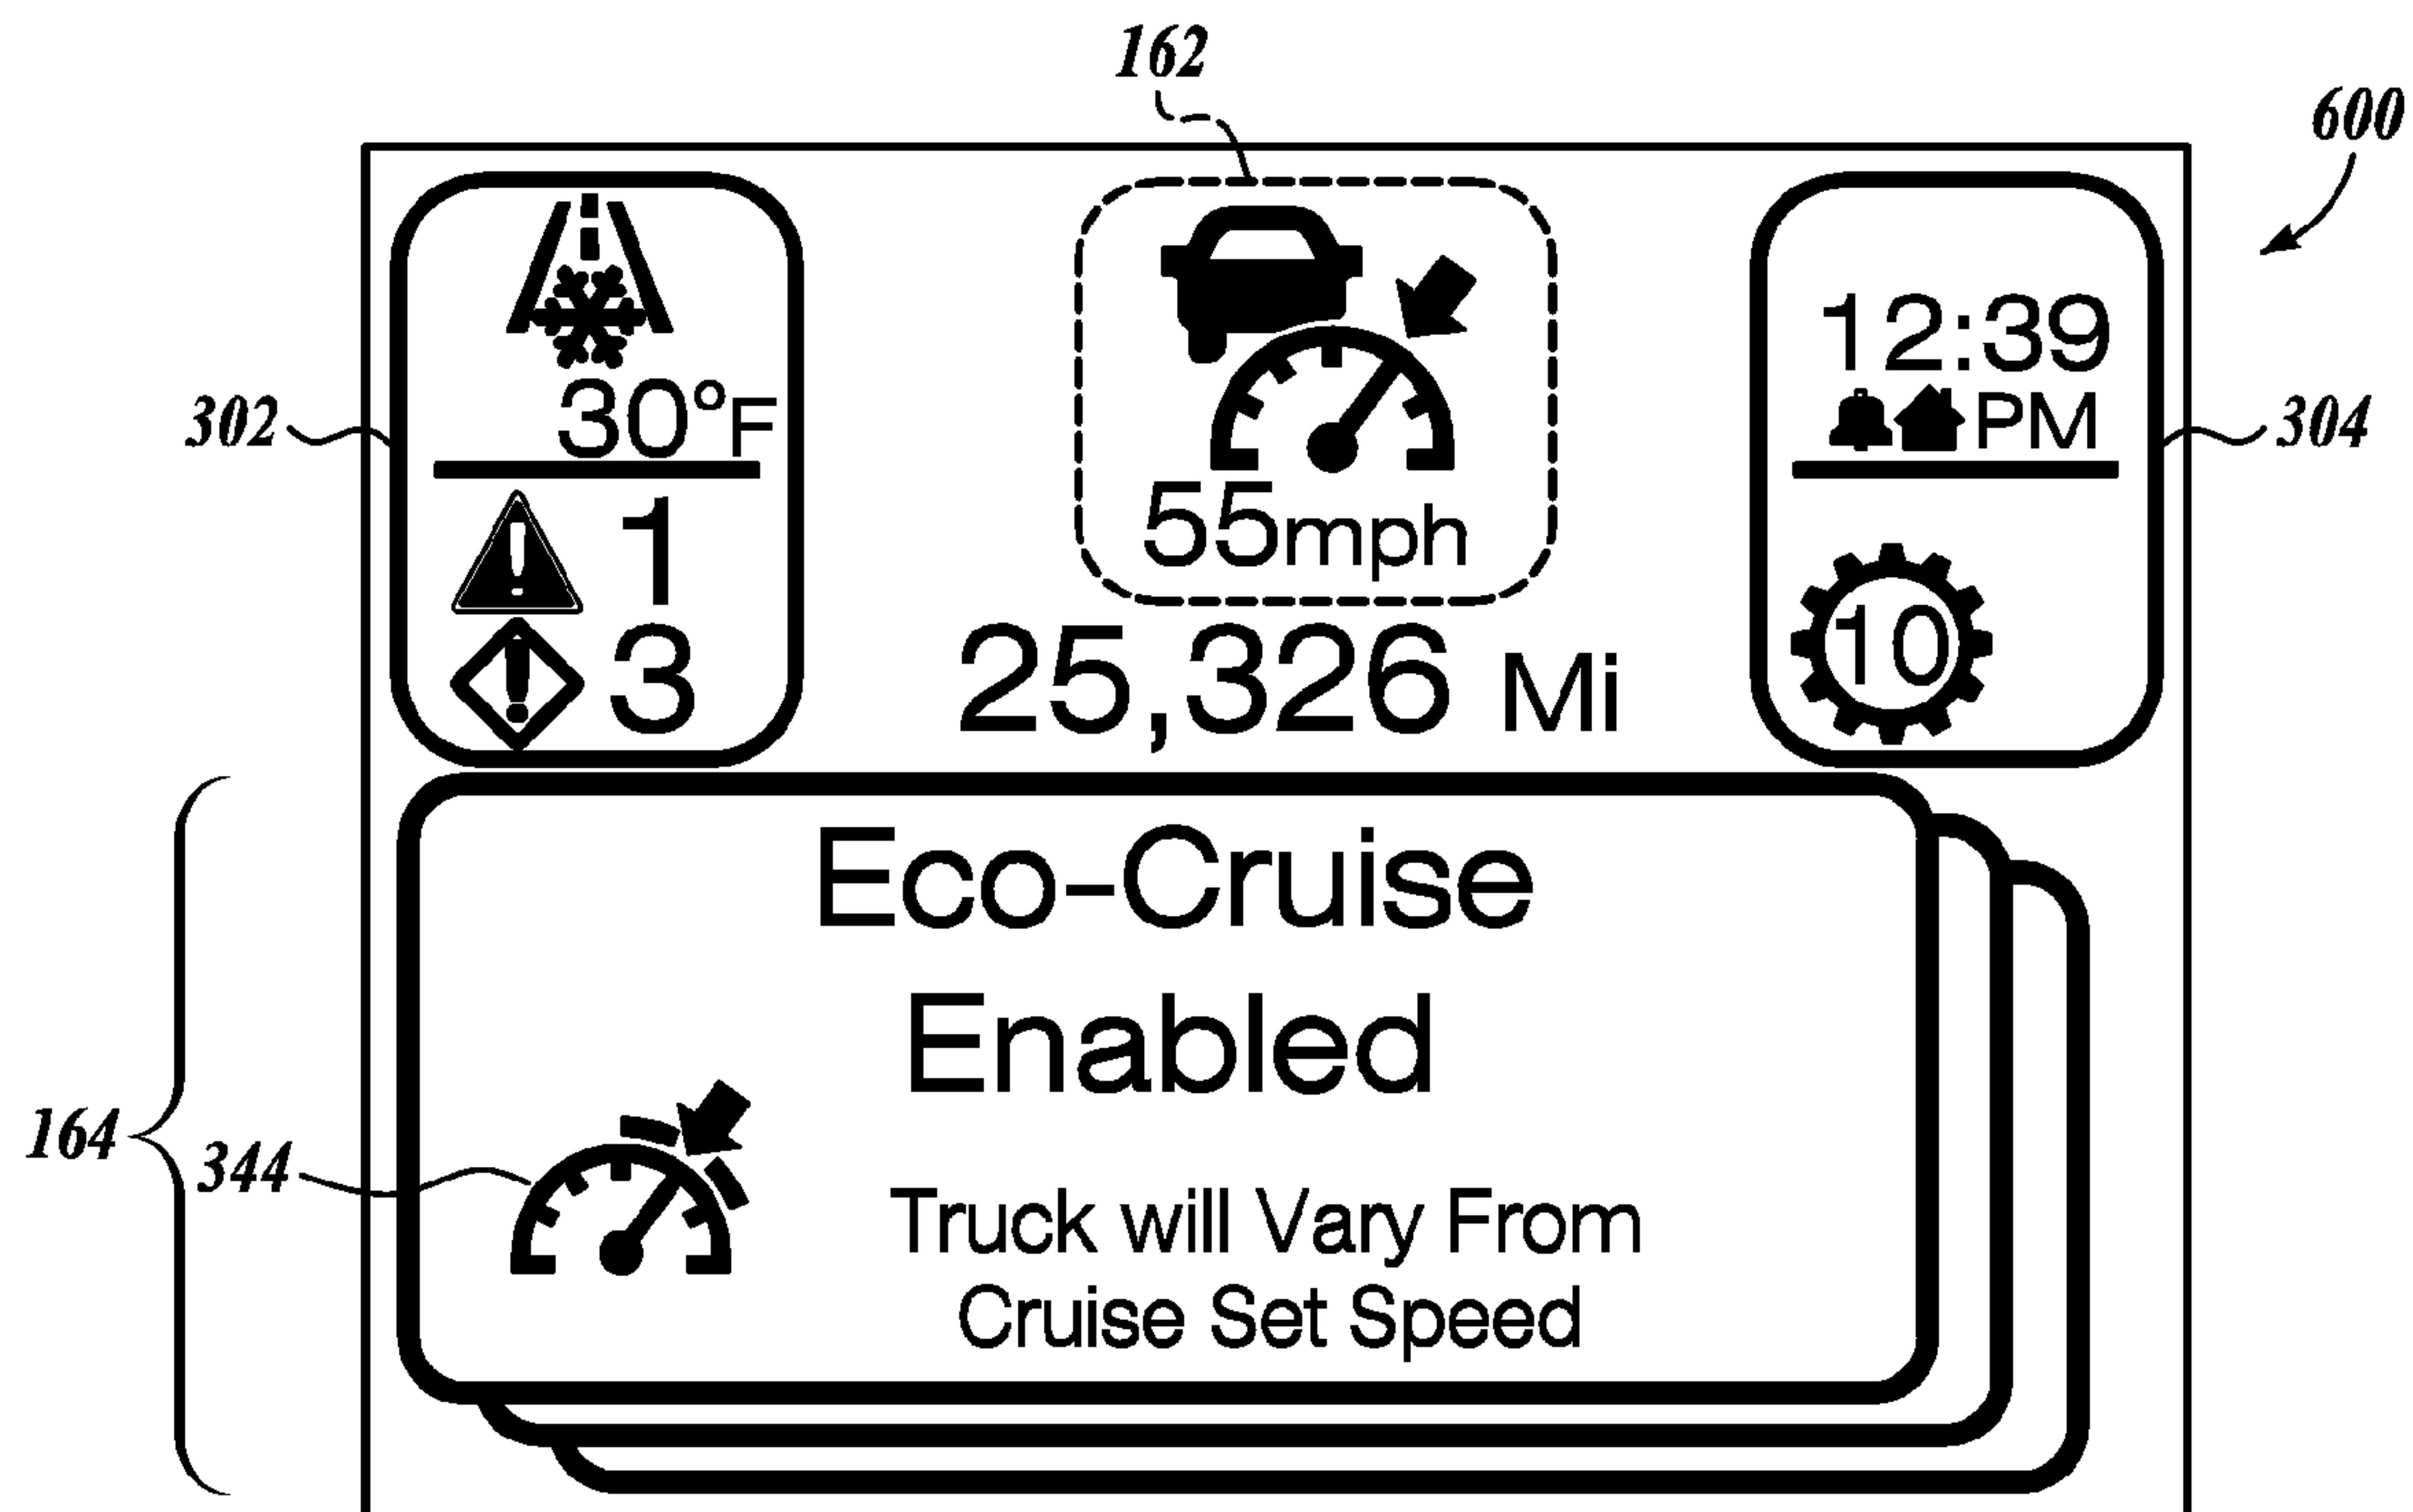 162
600
302
30°F
1
3
55mph
25,326 Mi
12:39
PM
10
304
164
344
Eco-Cruise
Enabled
Truck will Vary From
Cruise Set Speed